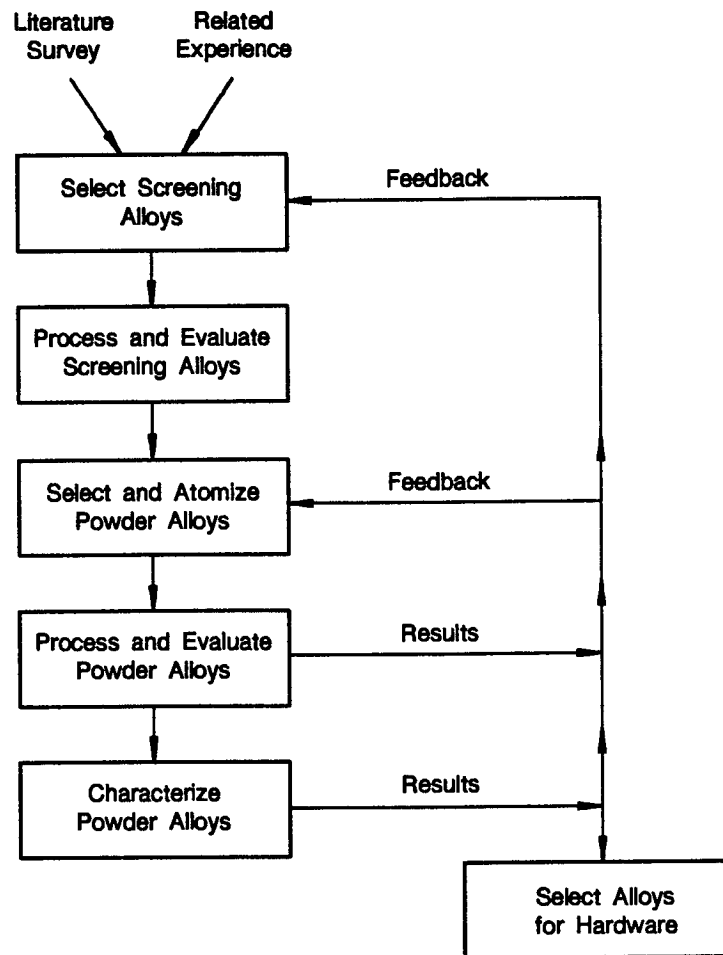 Literature
Survey
Related
Experience
Select Screening
Alloys
Feedback
Process and Evaluate
Screening Alloys
Select and Atomize
Powder Alloys
Feedback
Process and Evaluate
Powder Alloys
Results
Characterize
Powder Alloys
Results
Select Alloys
for Hardware